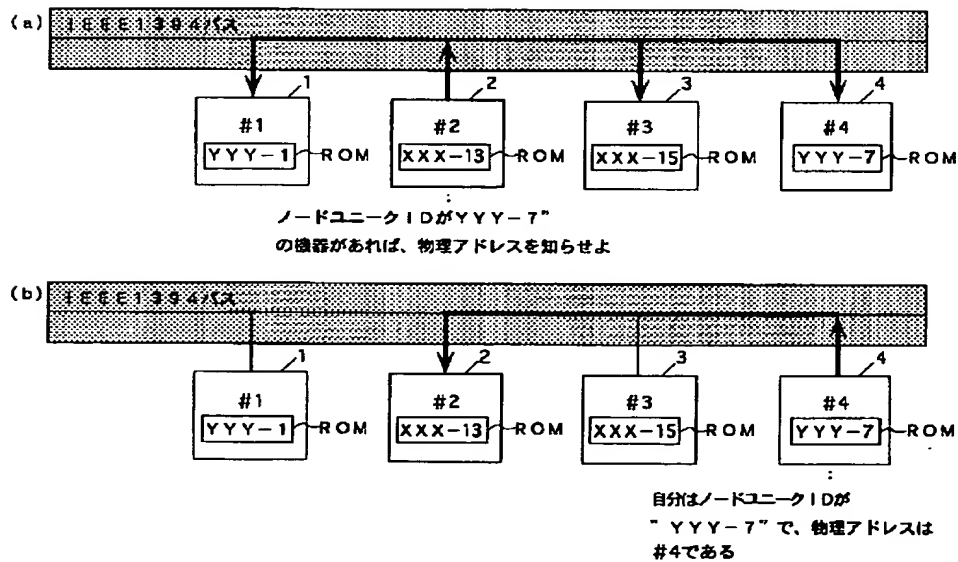 (a)
IEEE1394バス
1
2
3
4
#1
#2
#3
#4
YYY-1
ROM
XXX-13
ROM
XXX-15
ROM
YYY-7
ROM
:
ノードユニークIDがYYY-7”
の機器があれば、物理アドレスを知らせよ
(b)
IEEE1394バス
1
2
3
4
#1
#2
#3
#4
YYY-1
ROM
XXX-13
ROM
XXX-15
ROM
YYY-7
ROM
:
自分はノードユニークIDが
”YYY-7”で、物理アドレスは
#4である